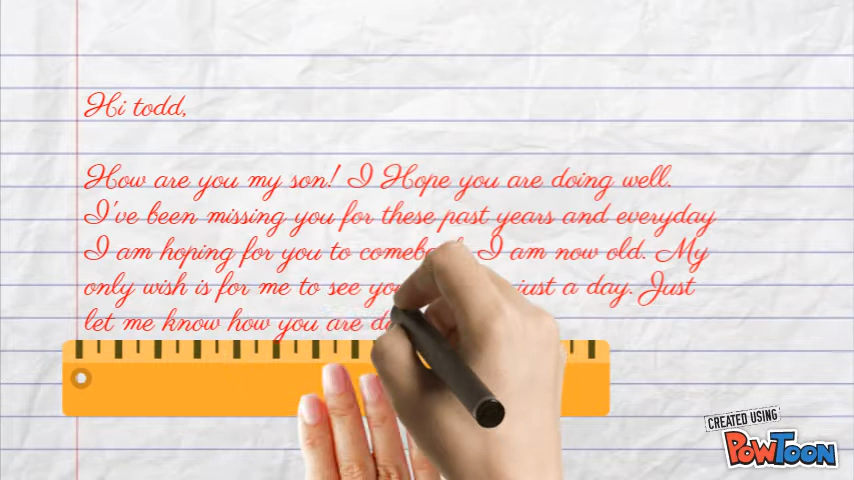 Hi todd,
How are you my son! I Hope you are doing well.
I've been missing you for these past years and everyday
I am hoping for you to I am now old. My
only wish is for me to see just a day. Just
let me know how you are
CREATED USING
POWTOON